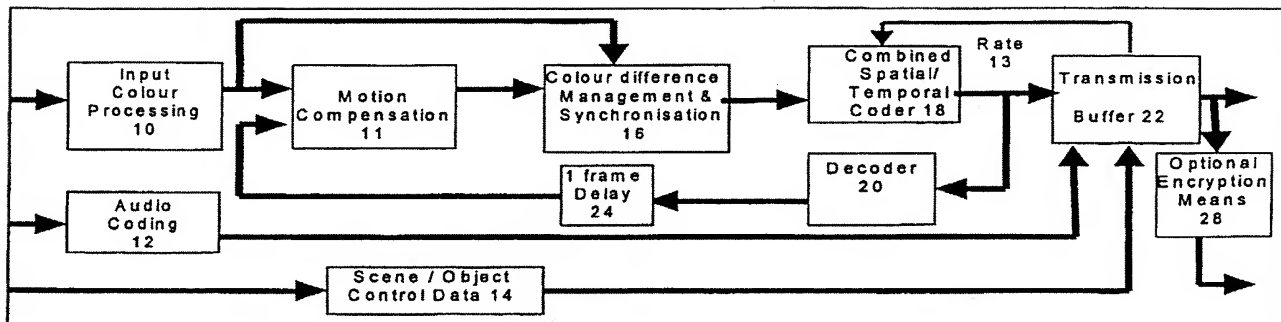 Input
Colour
Processing
10
Motion
Compensation
11
Colour difference
Management &
Synchronisation
16
Combined
Spatial/
Temporal
Coder 18
Rate
13
Transmission
Buffer 22
Optional
Encryption
Means
28
Decoder
20
1 frame
Delay
24
Audio
Coding
12
Scene / Object
Control Data 14